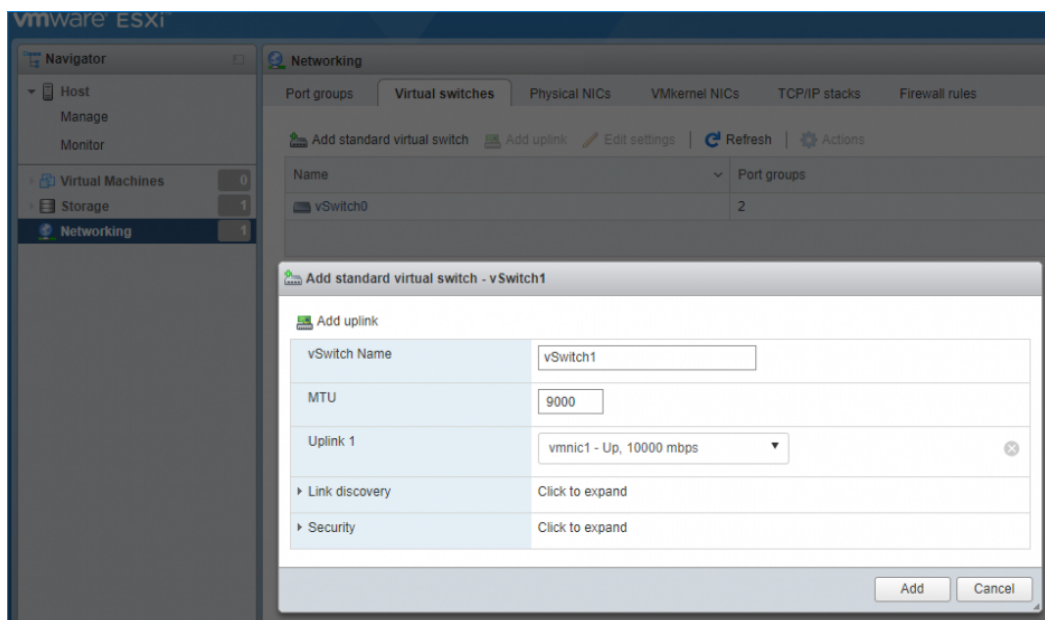 vmware ESXi™
Navigator
Networking
Host
Manage
Monitor
Virtual Machines 0
Storage 1
Networking 1
Port groups Virtual switches Physical NICs VMkernel NICs TCP/IP stacks Firewall rules
Add standard virtual switch Add uplink Edit settings Refresh Actions
Name Port groups
vSwitch0 2
Add standard virtual switch - vSwitch1
Add uplink
vSwitch Name vSwitch1
MTU 9000
Uplink 1 vmnic1 - Up, 10000 mbps
Link discovery Click to expand
Security Click to expand
Add Cancel